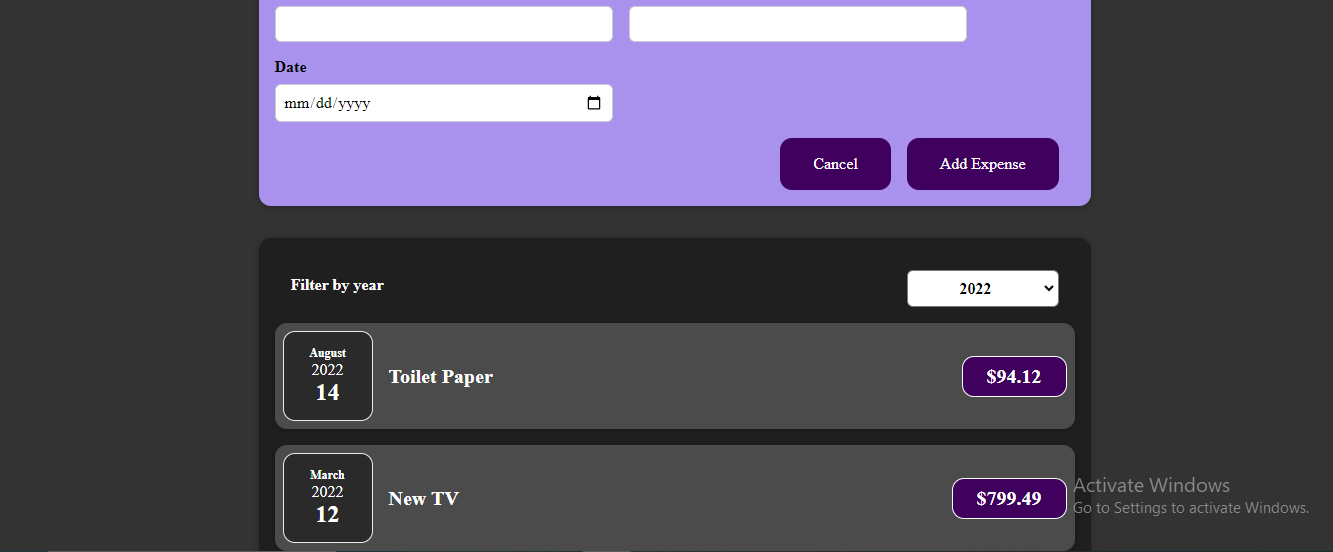 Date
mm/dd/yyyy
Cancel
Add Expense
Filter by year
2022
August
2022
14
Toilet Paper
$94.12
March
2022
12
New TV
$799.49
Activate Windows
Go to Settings to activate Windows.